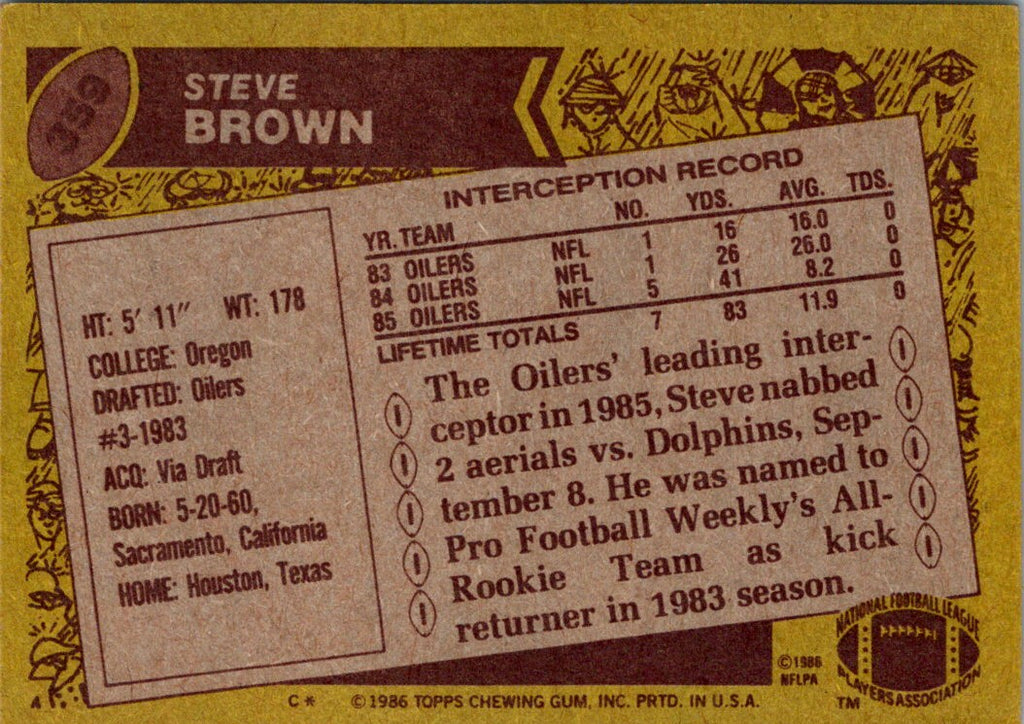 359
STEVE
BROWN
INTERCEPTION RECORD
YR. TEAM NO. YDS. AVG. TDS.
83 OILERS NFL 1 16 16.0 0
84 OILERS NFL 1 26 26.0 0
85 OILERS NFL 5 41 8.2 0
LIFETIME TOTALS 7 83 11.9 0
HT: 5' 11" WT: 178
COLLEGE: Oregon
DRAFTED: Oilers
#3-1983
ACQ: Via Draft
BORN: 5-20-60,
Sacramento, California
HOME: Houston, Texas
The Oilers' leading inter-
ceptor in 1985, Steve nabbed
2 aerials vs. Dolphins, Sep-
tember 8. He was named to
Pro Football Weekly's All-
Rookie Team as kick
returner in 1983 season.
©1986
NFLPA
NATIONAL FOOTBALL LEAGUE
PLAYERS ASSOCIATION
TM
C* ©1986 TOPPS CHEWING GUM, INC. PRTD. IN U.S.A.